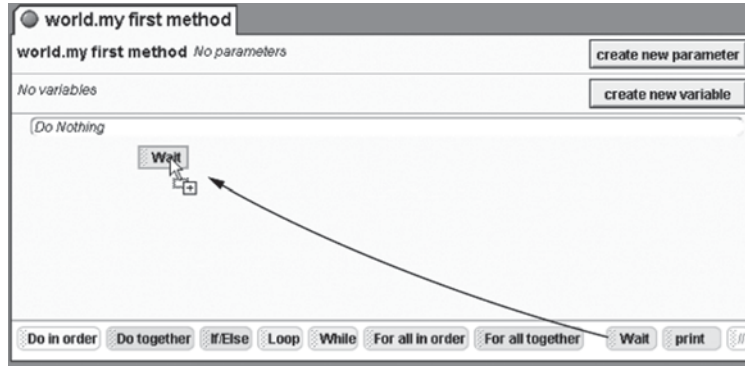 world.my first method
world.my first method No parameters
create new parameter
No variables
create new variable
Do Nothing
Wait
Do in order Do together If/Else Loop While For all in order For all together Wait print //